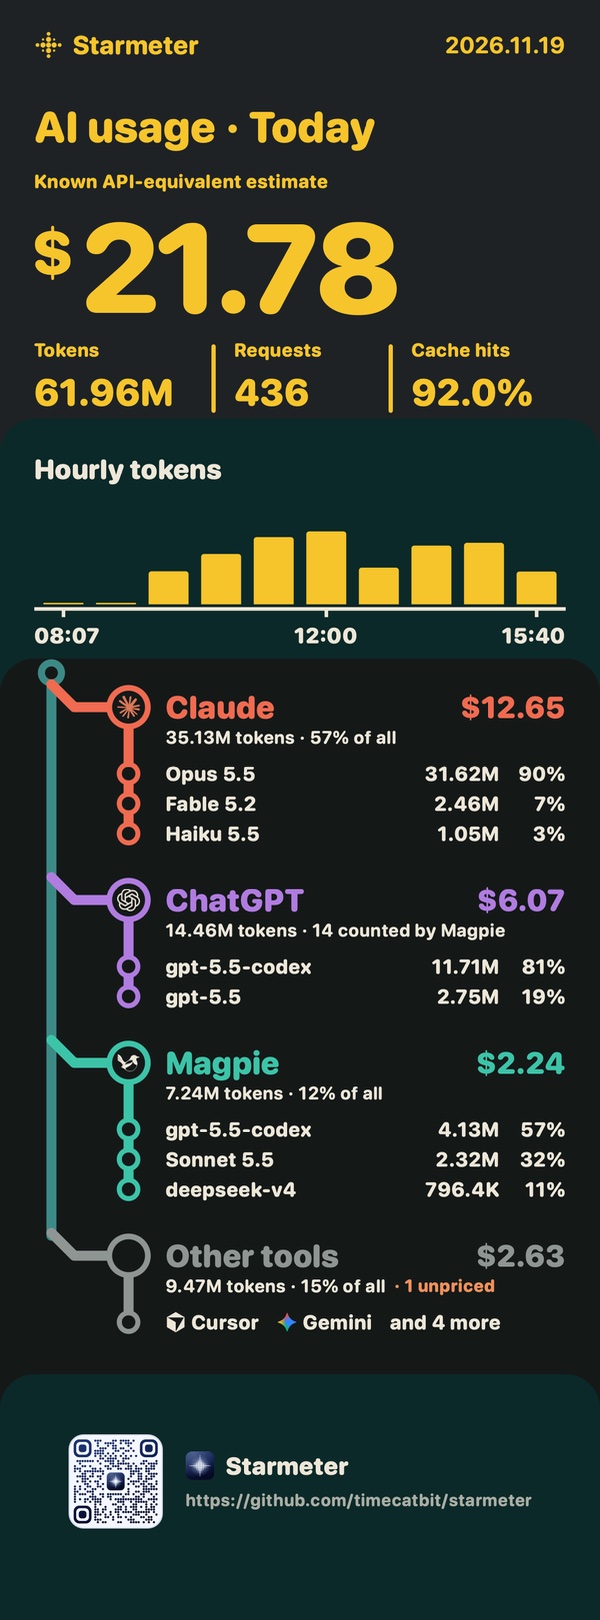 Starmeter 2026.11.19
AI usage · Today
Known API-equivalent estimate
$21.78
Tokens Requests Cache hits
61.96M 436 92.0%
Hourly tokens
08:07 12:00 15:40
Claude $12.65
35.13M tokens · 57% of all
Opus 5.5 31.62M 90%
Fable 5.2 2.46M 7%
Haiku 5.5 1.05M 3%
ChatGPT $6.07
14.46M tokens · 14 counted by Magpie
gpt-5.5-codex 11.71M 81%
gpt-5.5 2.75M 19%
Magpie $2.24
7.24M tokens · 12% of all
gpt-5.5-codex 4.13M 57%
Sonnet 5.5 2.32M 32%
deepseek-v4 796.4K 11%
Other tools $2.63
9.47M tokens · 15% of all · 1 unpriced
Cursor Gemini and 4 more
Starmeter
https://github.com/timecatbit/starmeter